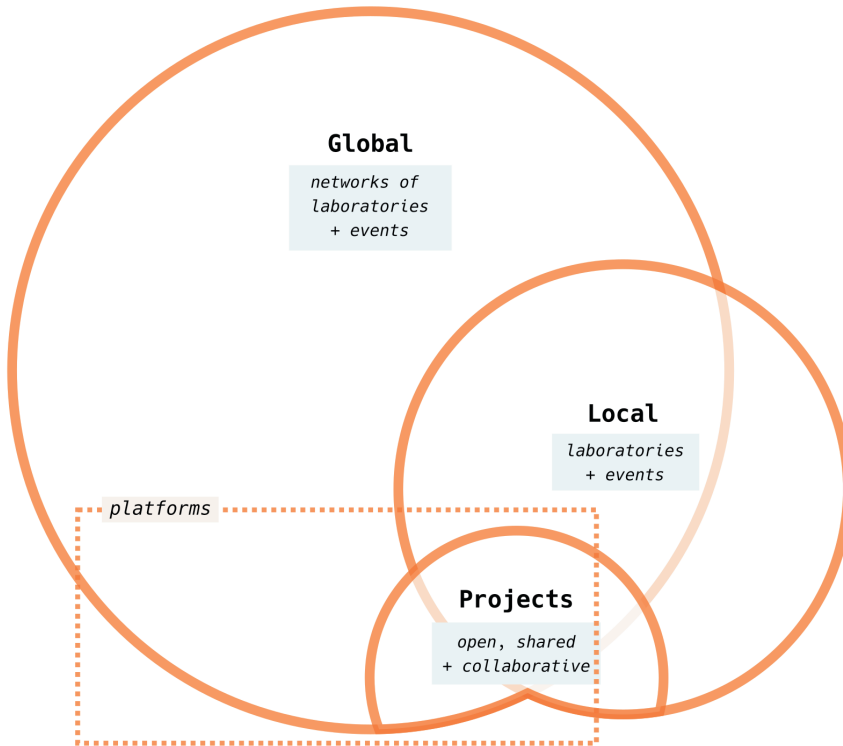 Global
networks of
laboratories
+ events
Local
laboratories
+ events
platforms
Projects
open, shared
+ collaborative